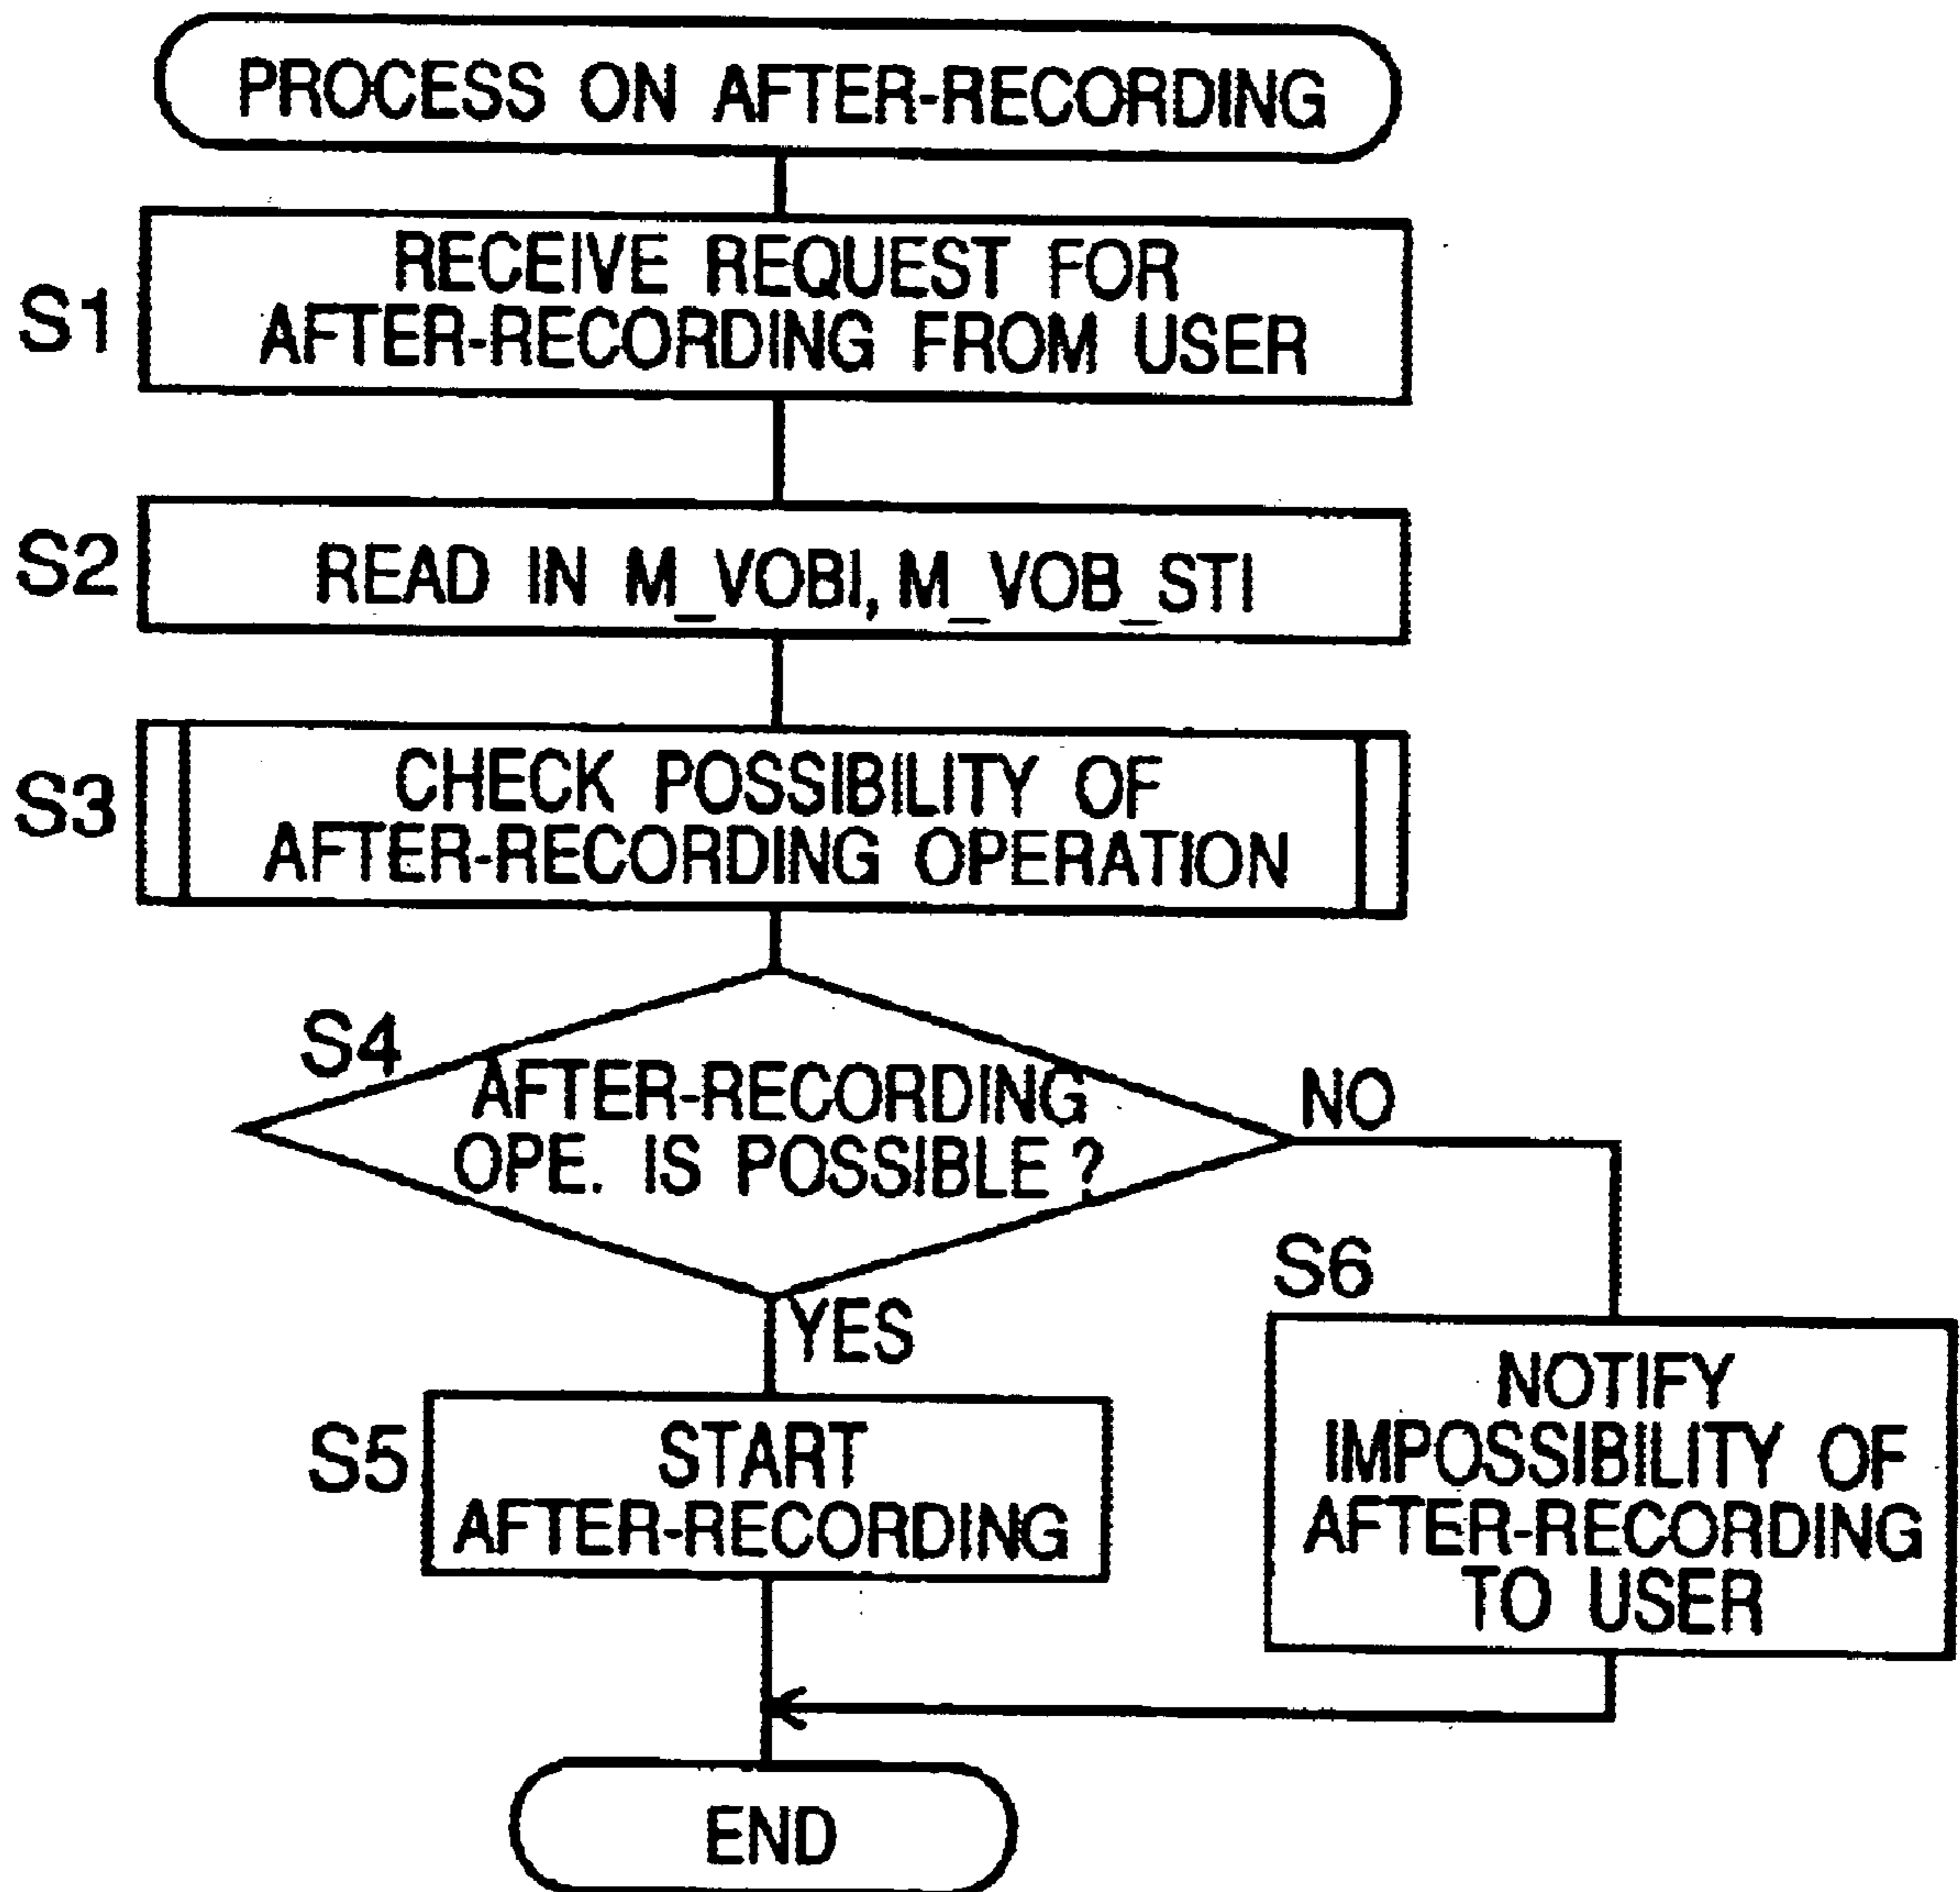 PROCESS ON AFTER-RECORDING
S1
RECEIVE REQUEST FOR
AFTER-RECORDING FROM USER
S2
READ IN M_VOBI, M_VOB_STI
S3
CHECK POSSIBILITY OF
AFTER-RECORDING OPERATION
S4
AFTER-RECORDING
OPE. IS POSSIBLE ?
NO
YES
S5
START
AFTER-RECORDING
S6
NOTIFY
IMPOSSIBILITY OF
AFTER-RECORDING
TO USER
END